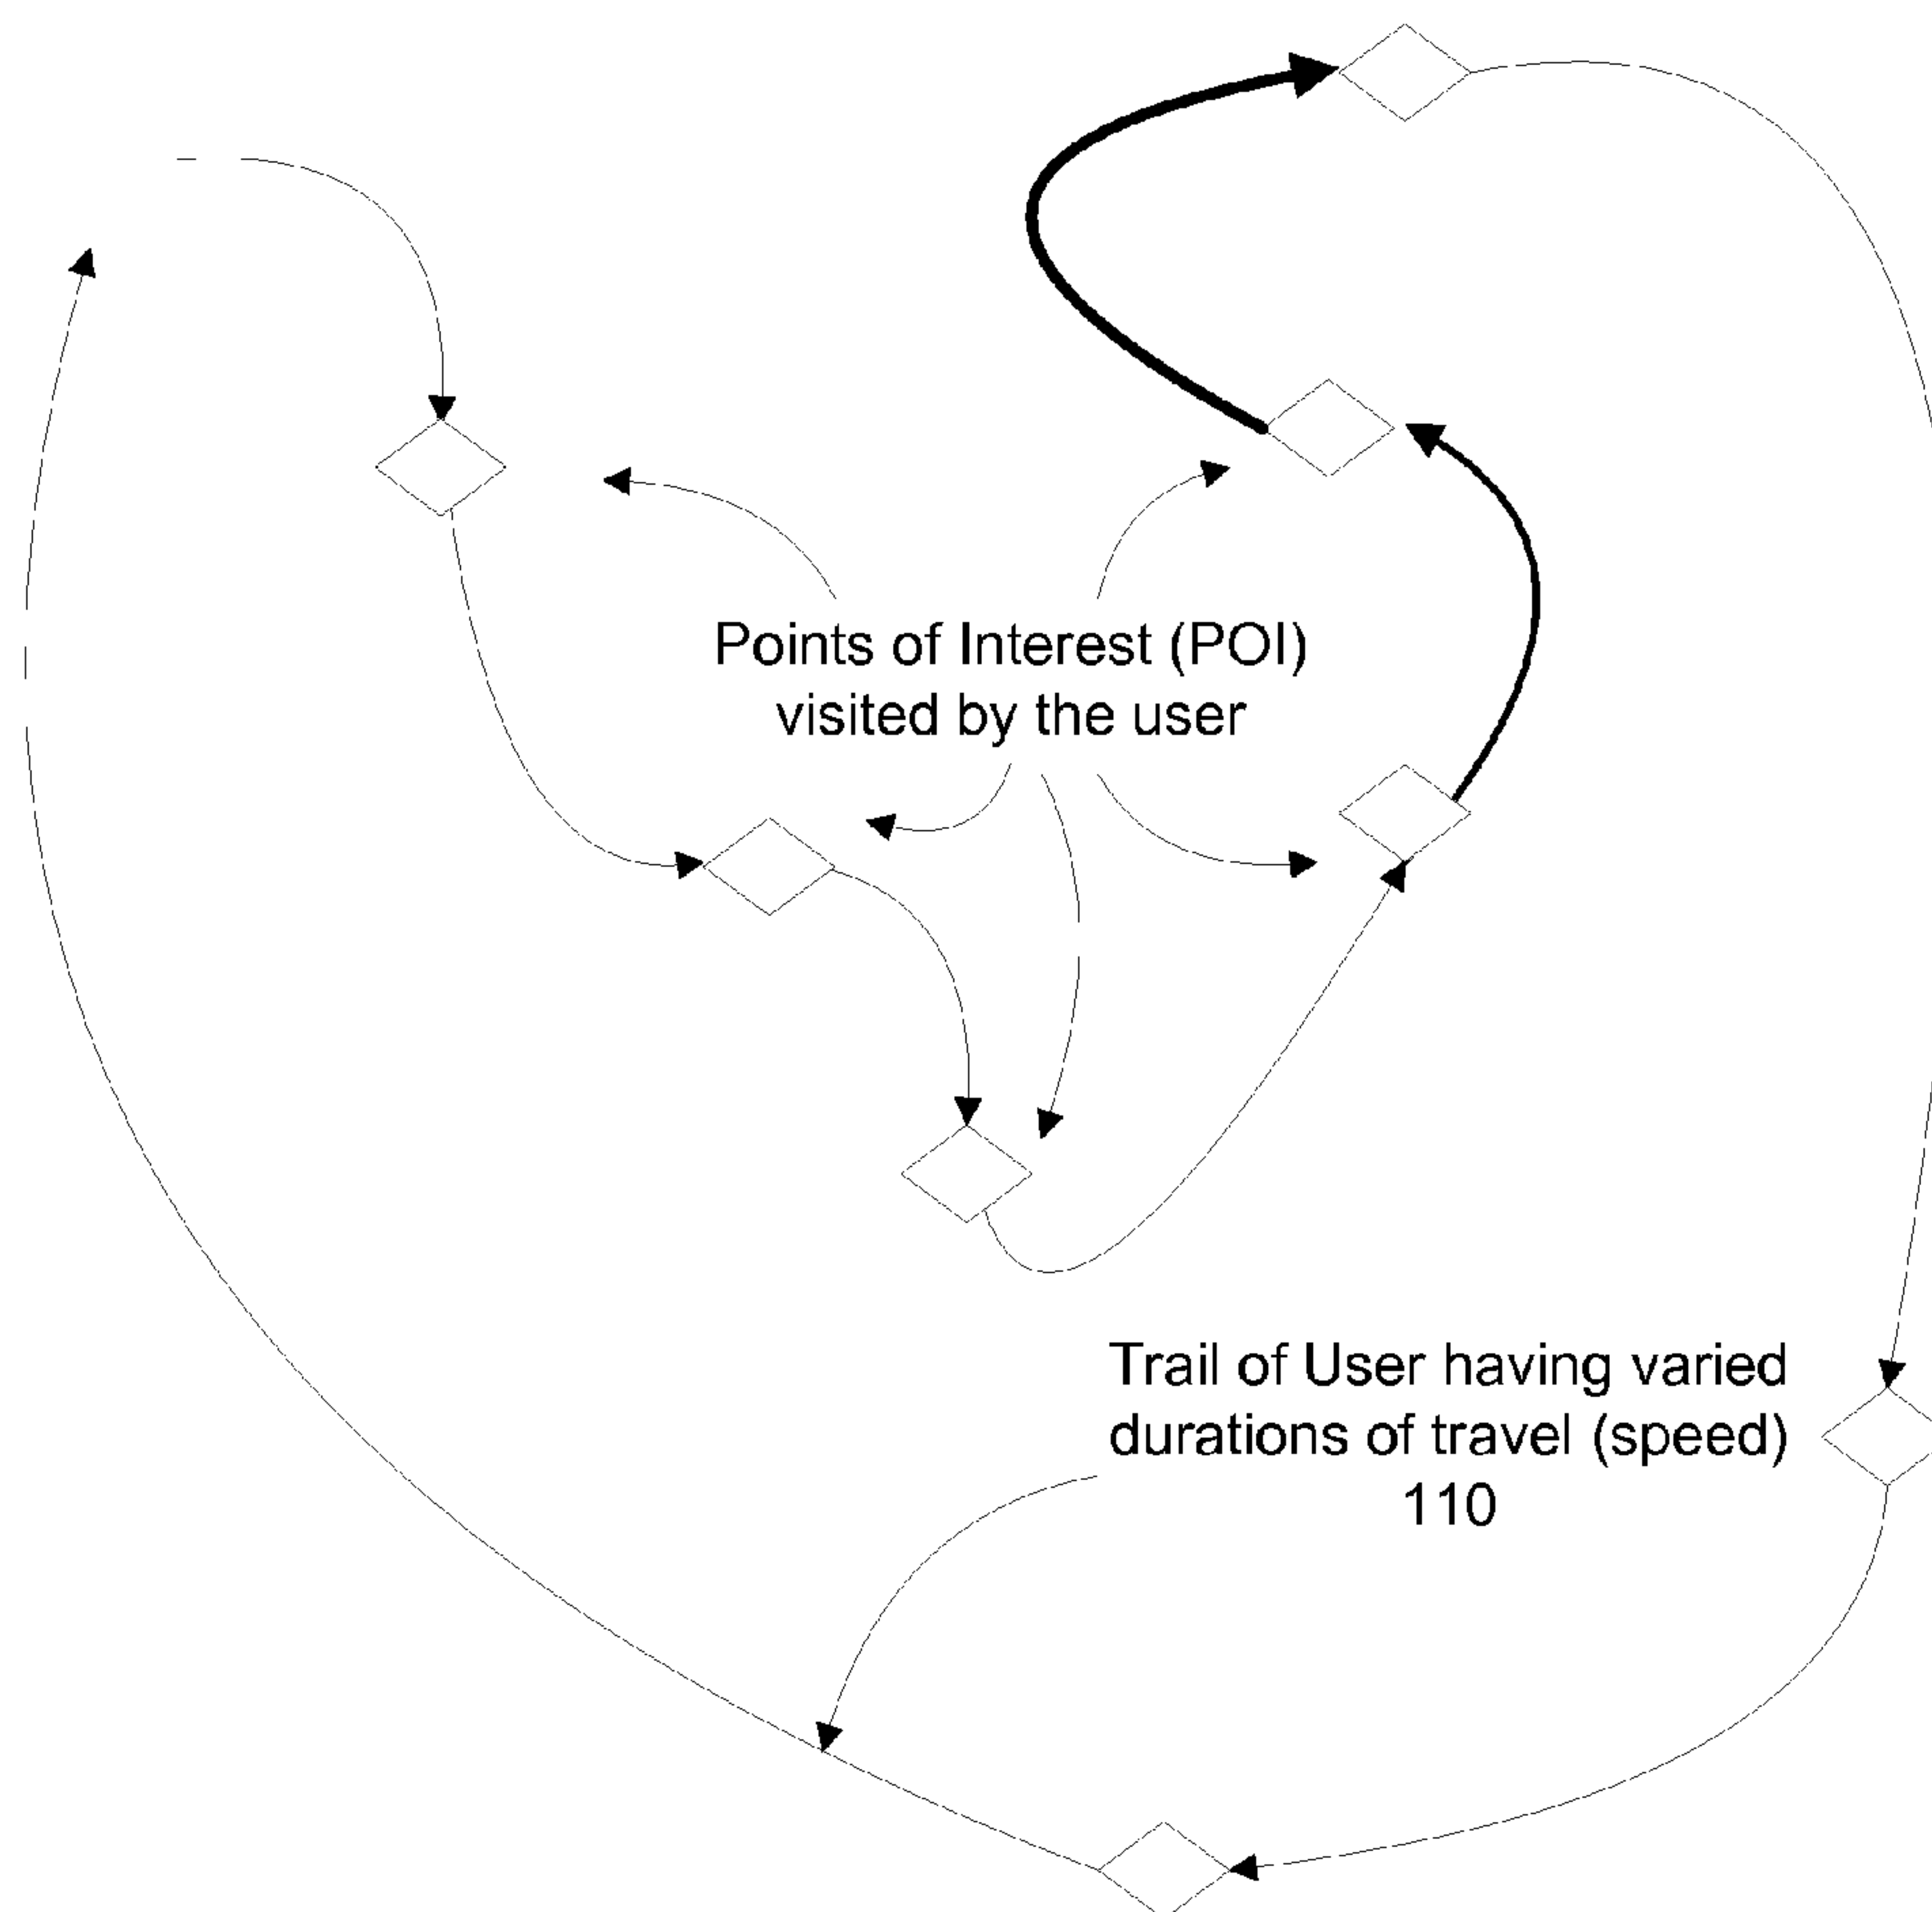 Points of Interest (POI)
visited by the user
Trail of User having varied
durations of travel (speed)
110